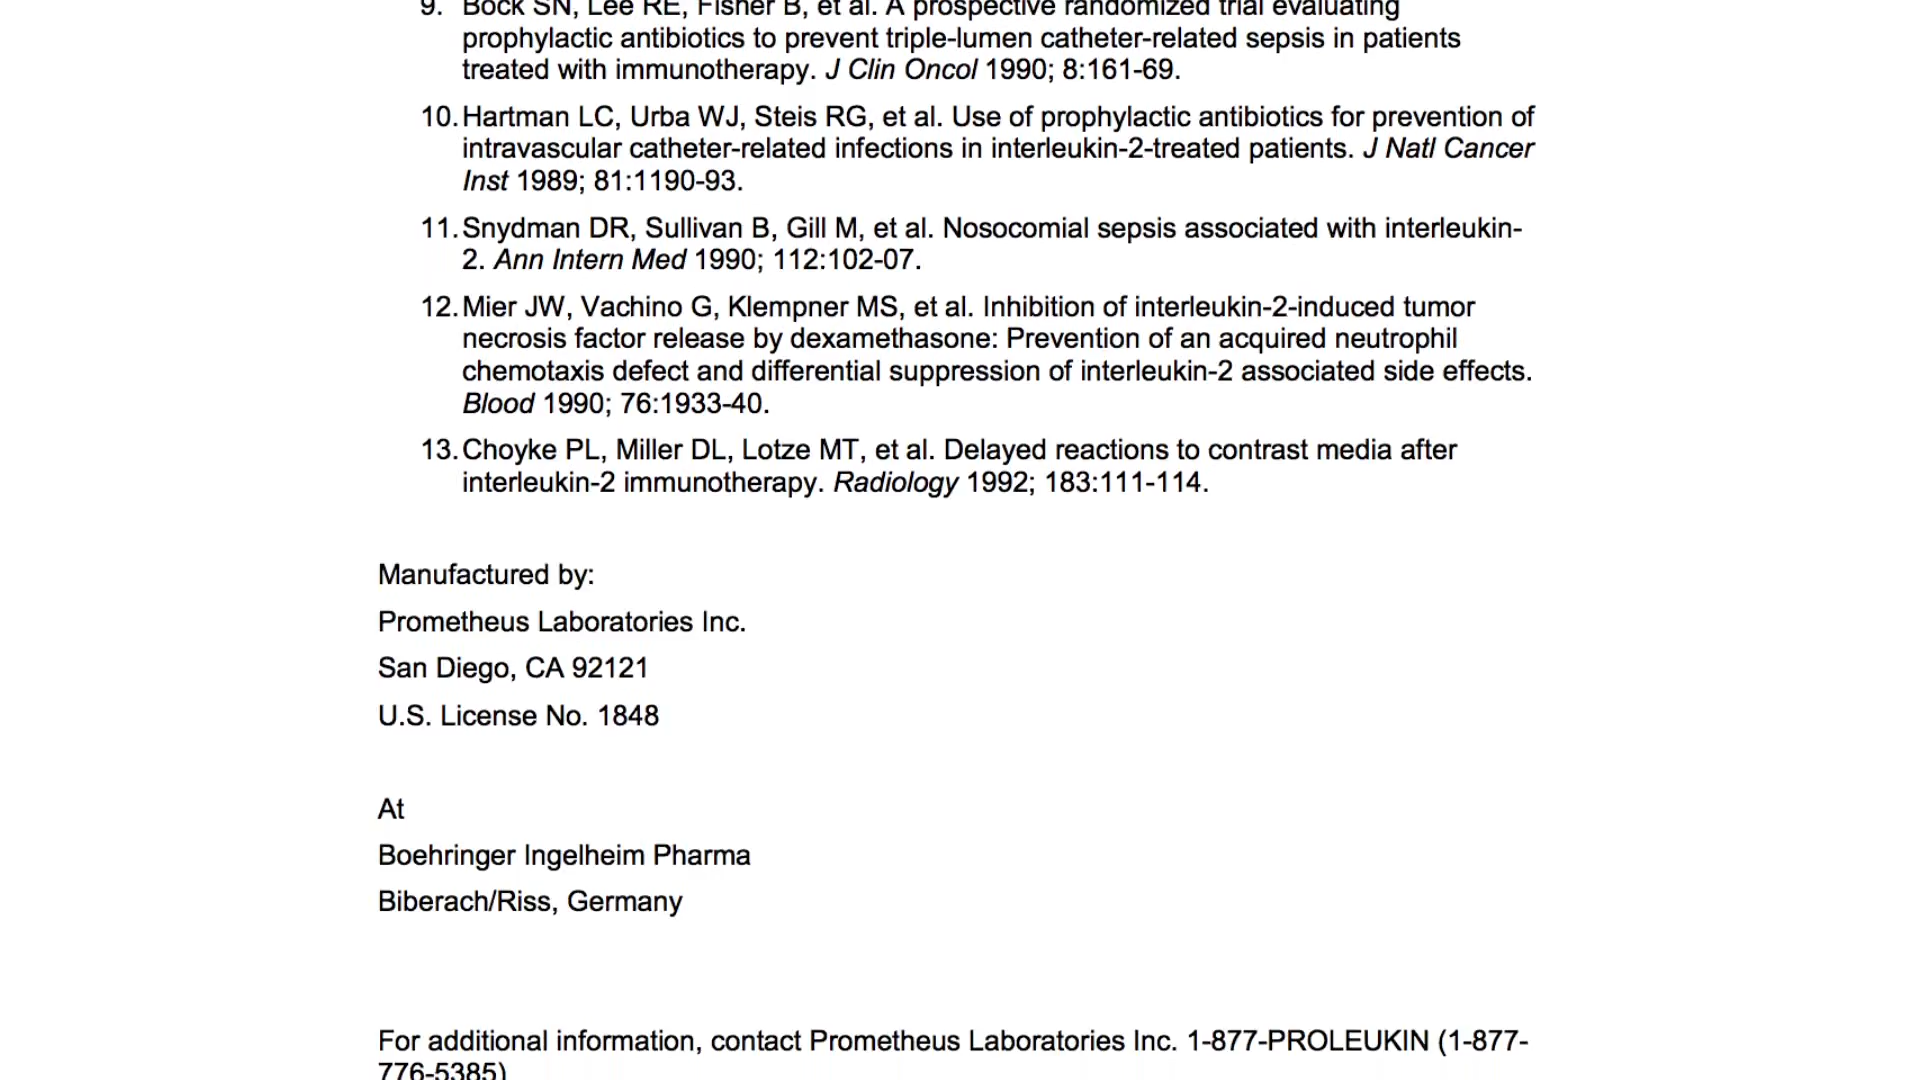 9. Bock SN, Lee RE, Fisher B, et al. A prospective randomized trial evaluating
prophylactic antibiotics to prevent triple-lumen catheter-related sepsis in patients
treated with immunotherapy. J Clin Oncol 1990; 8:161-69.
10. Hartman LC, Urba WJ, Steis RG, et al. Use of prophylactic antibiotics for prevention of
intravascular catheter-related infections in interleukin-2-treated patients. J Natl Cancer
Inst 1989; 81:1190-93.
11. Snydman DR, Sullivan B, Gill M, et al. Nosocomial sepsis associated with interleukin-
2. Ann Intern Med 1990; 112:102-07.
12. Mier JW, Vachino G, Klempner MS, et al. Inhibition of interleukin-2-induced tumor
necrosis factor release by dexamethasone: Prevention of an acquired neutrophil
chemotaxis defect and differential suppression of interleukin-2 associated side effects.
Blood 1990; 76:1933-40.
13. Choyke PL, Miller DL, Lotze MT, et al. Delayed reactions to contrast media after
interleukin-2 immunotherapy. Radiology 1992; 183:111-114.
Manufactured by:
Prometheus Laboratories Inc.
San Diego, CA 92121
U.S. License No. 1848
At
Boehringer Ingelheim Pharma
Biberach/Riss, Germany
For additional information, contact Prometheus Laboratories Inc. 1-877-PROLEUKIN (1-877-
776-5385)